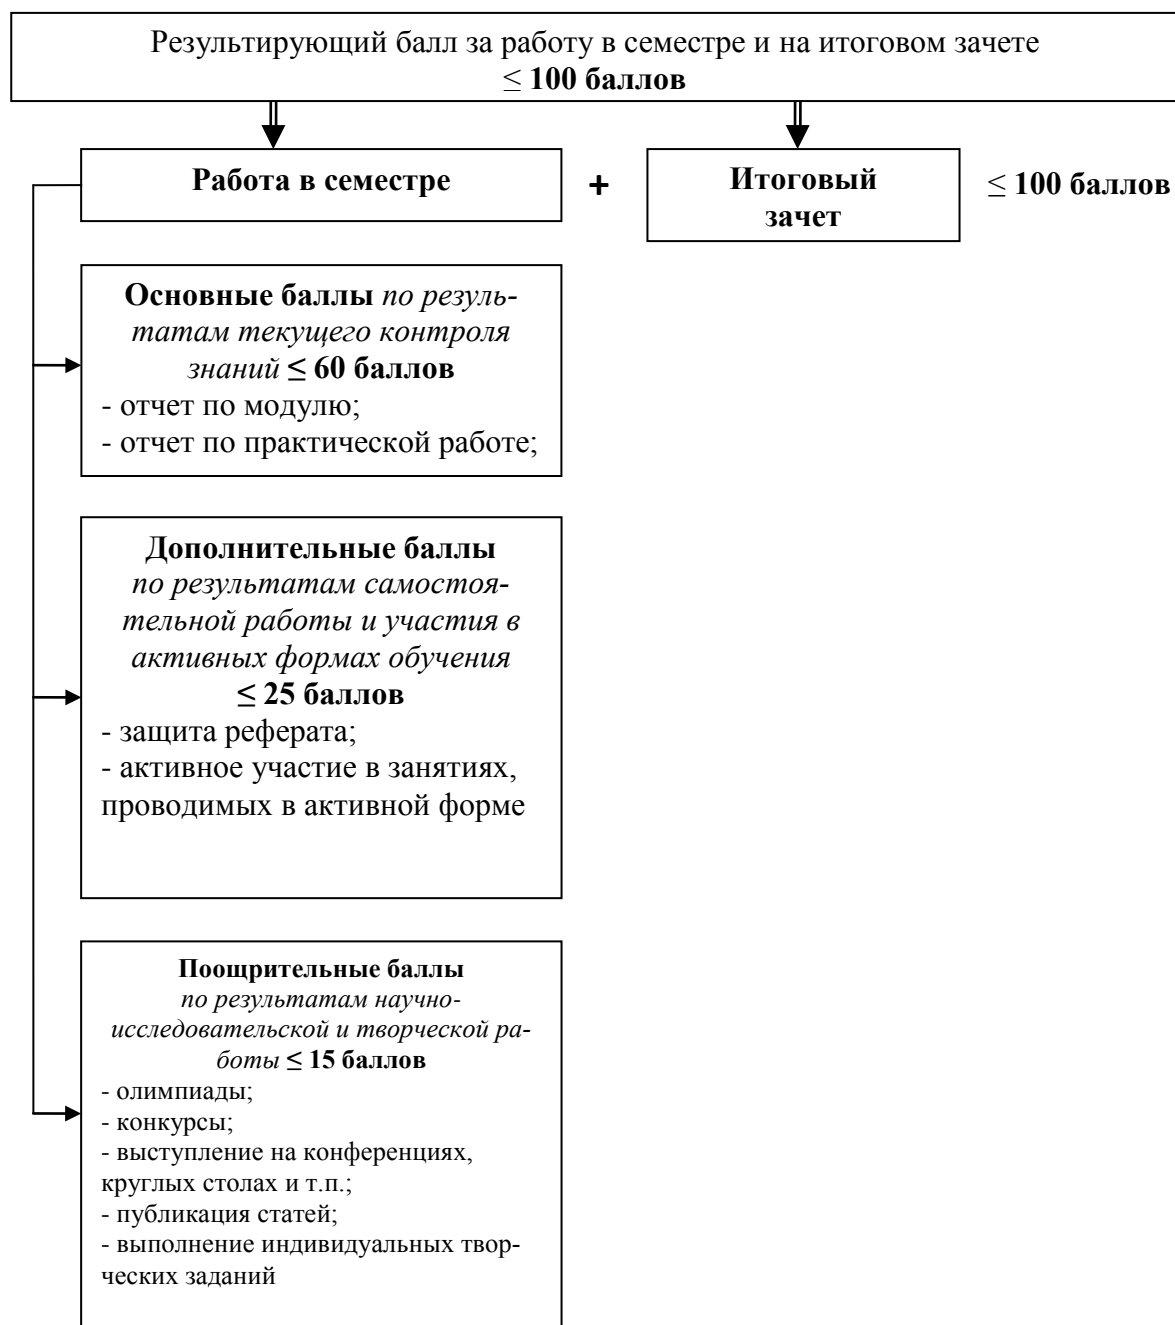 Результирующий балл за работу в семестре и на итоговом зачете
≤ 100 баллов
Работа в семестре
+
Итоговый
зачет
≤ 100 баллов
Основные баллы по резуль-
татам текущего контроля
знаний ≤ 60 баллов
- отчет по модулю;
- отчет по практической работе;
Дополнительные баллы
по результатам самостоя-
тельной работы и участия в
активных формах обучения
≤ 25 баллов
- защита реферата;
- активное участие в занятиях,
проводимых в активной форме
Поощрительные баллы
по результатам научно-
исследовательской и творческой ра-
боты ≤ 15 баллов
- олимпиады;
- конкурсы;
- выступление на конференциях,
круглых столах и т.п.;
- публикация статей;
- выполнение индивидуальных твор-
ческих заданий